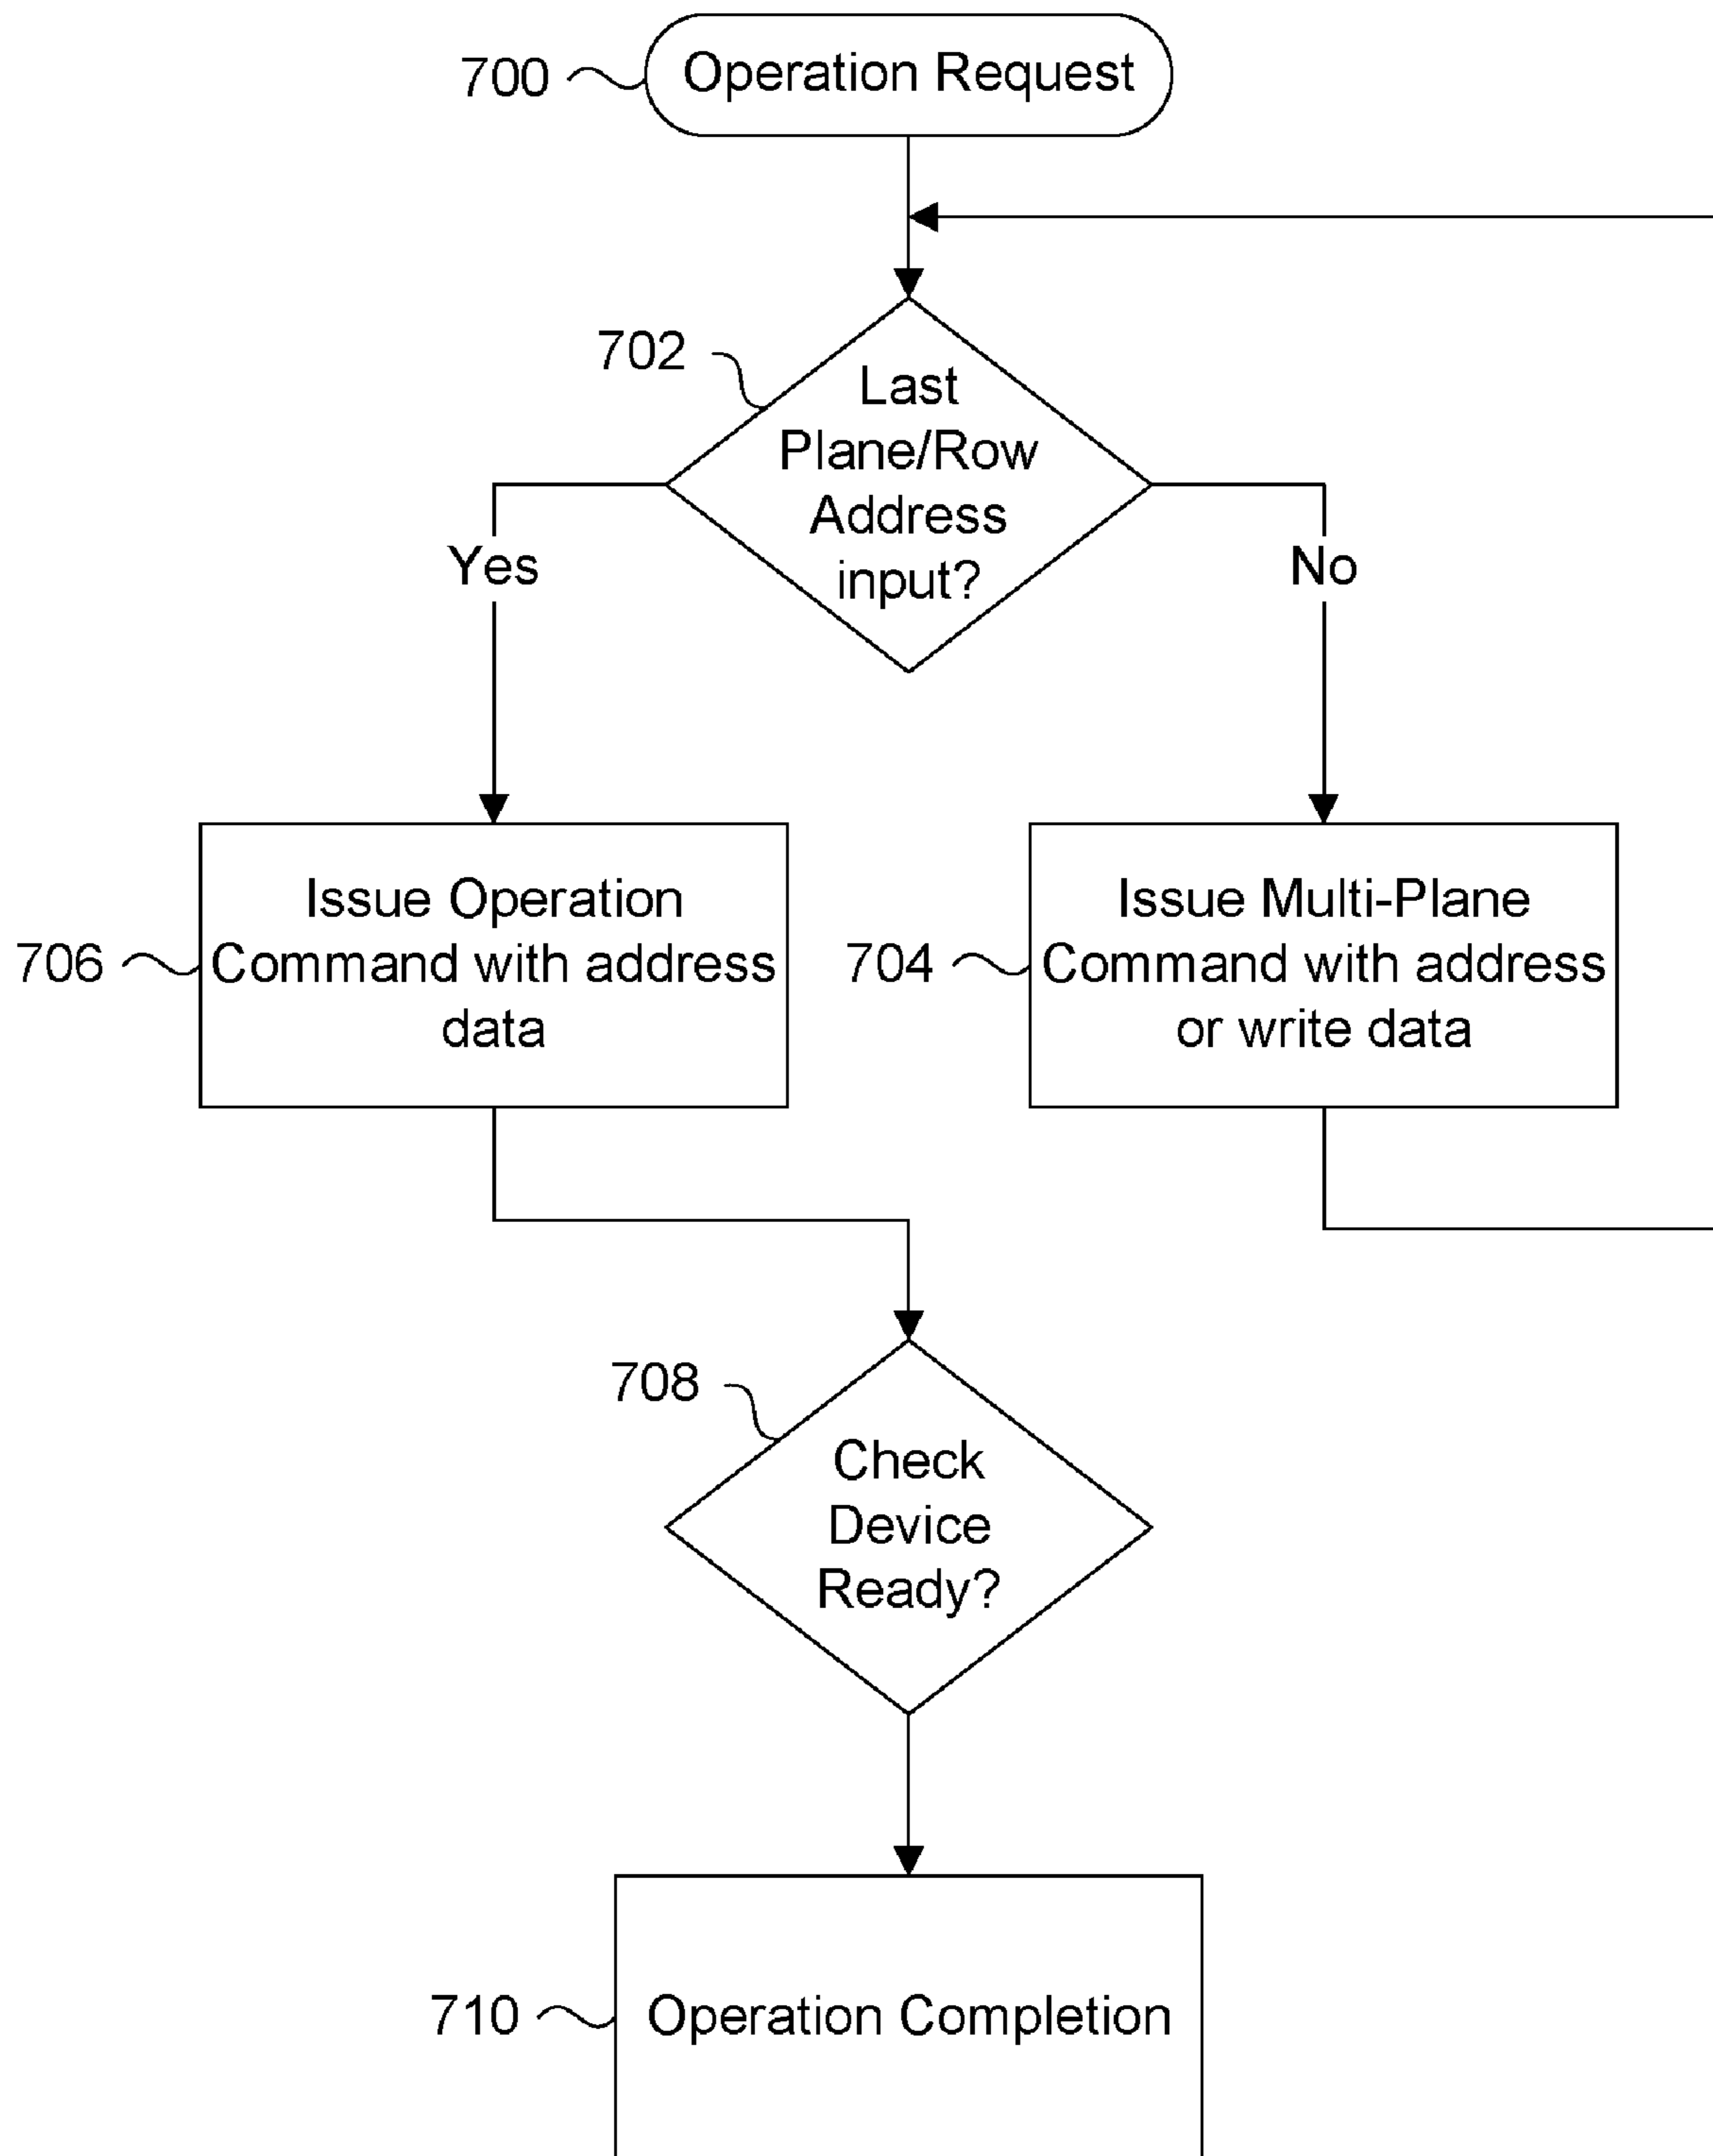 700
Operation Request
702
Last
Plane/Row
Address
input?
Yes
No
706
Issue Operation
Command with address
data
704
Issue Multi-Plane
Command with address
or write data
708
Check
Device
Ready?
710
Operation Completion